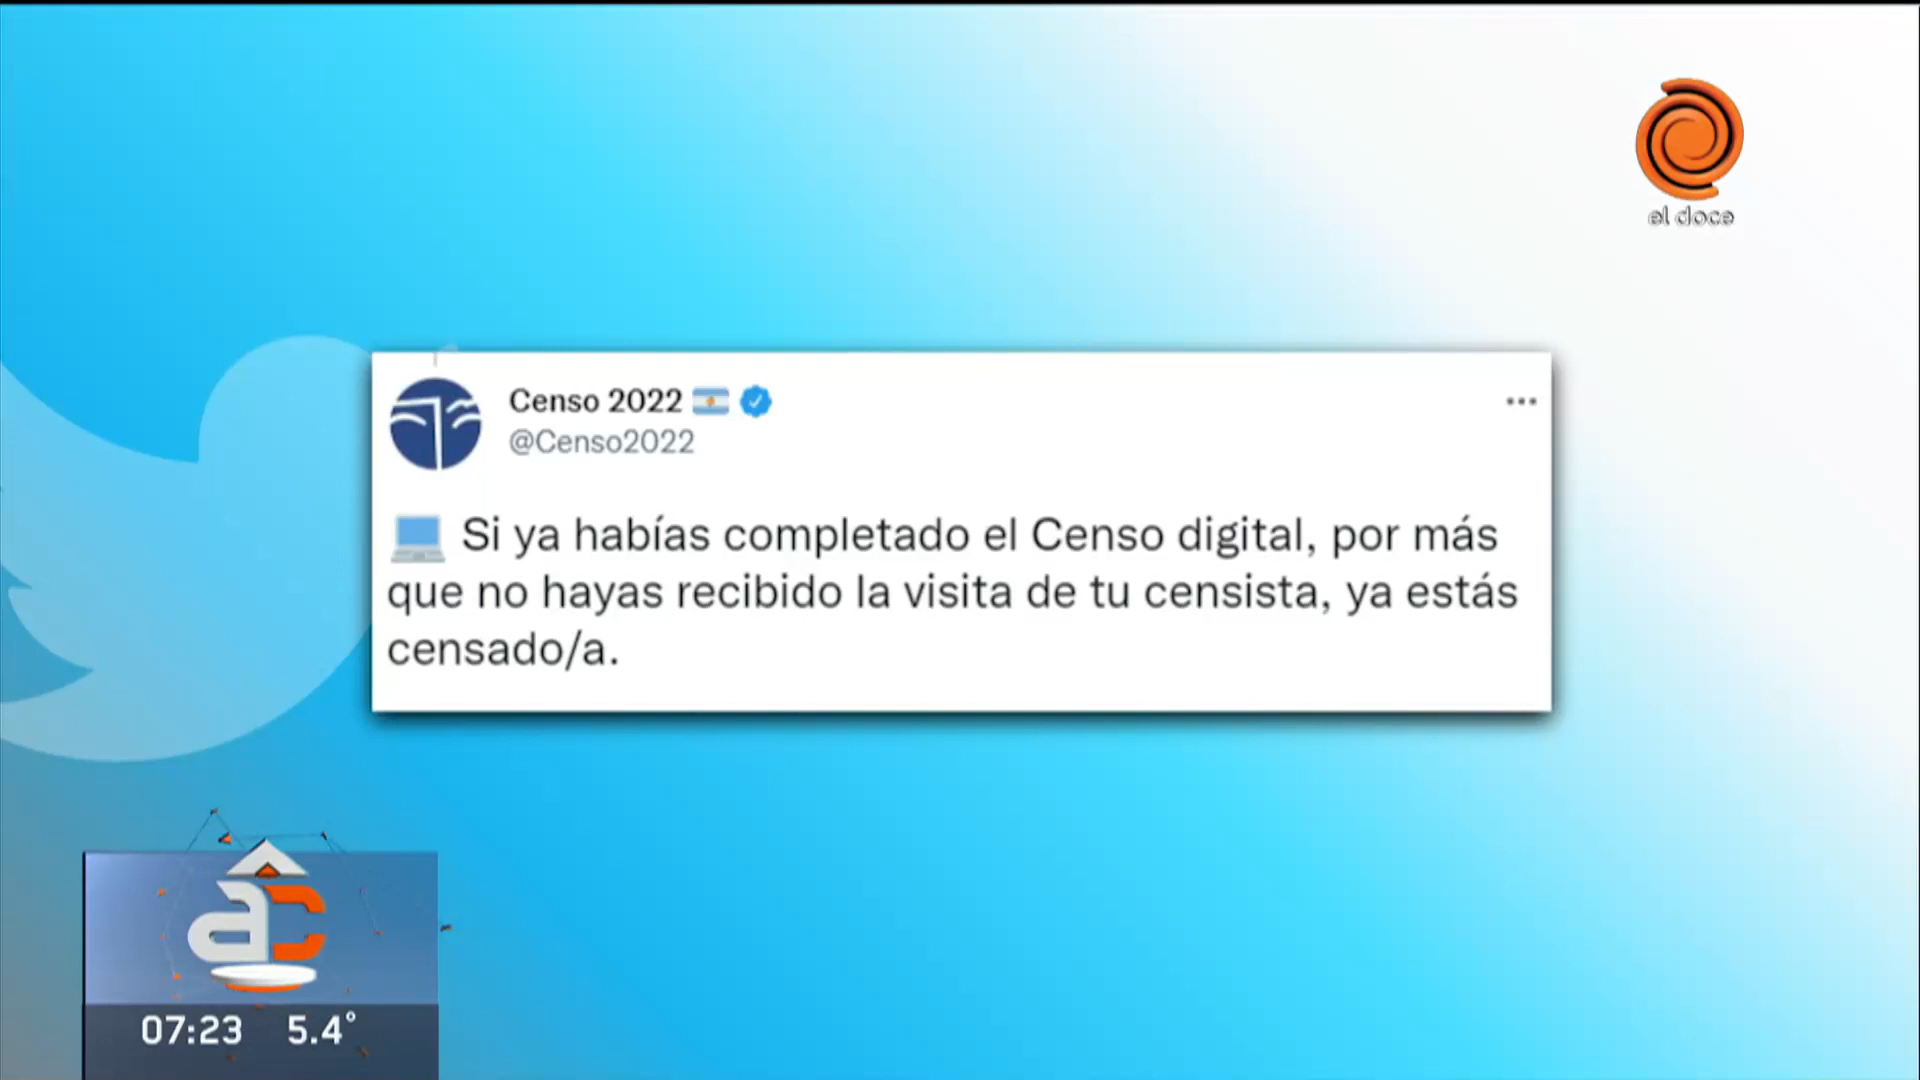 el doce
Censo 2022
@Censo2022
Si ya habías completado el Censo digital, por más
que no hayas recibido la visita de tu censista, ya estás
censado/a.
ac
07:23 5.4°